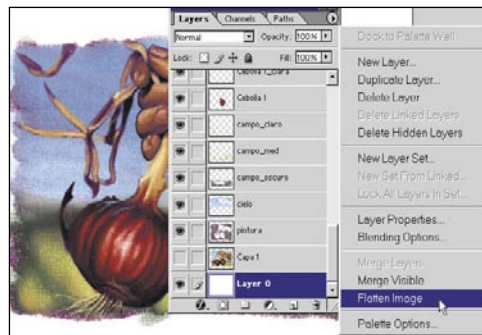 Layers Channels Paths
Normal Opacity: 100%
Lock: Fill: 100%
Cebolla 1_clara
Cebolla 1
campo_claro
campo_med
campo_oscuro
cielo
pintura
Capa 1
Layer 0
Dock to Palette Well
New Layer...
Duplicate Layer...
Delete Layer
Delete Linked Layers
Delete Hidden Layers
New Layer Set...
New Set From Linked...
Lock All Layers In Set...
Layer Properties...
Blending Options...
Merge Layers
Merge Visible
Flatten Image
Palette Options...